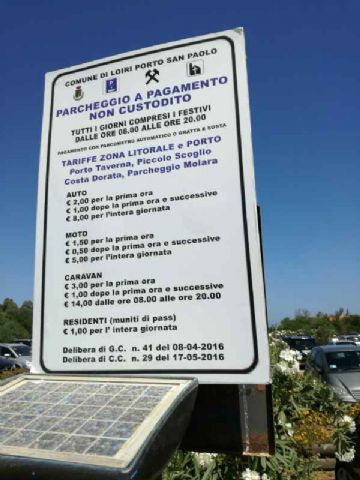 COMUNE DI LOIRI PORTO SAN PAOLO
PARCHEGGIO A PAGAMENTO
NON CUSTODITO
TUTTI I GIORNI COMPRESI I FESTIVI
DALLE ORE 08.00 ALLE ORE 20.00
PAGAMENTO CON PARCOMETRO AUTOMATICO O GRATTA E SOSTA
TARIFFE ZONA LITORALE e PORTO
Porto Taverna, Piccolo Scoglio
Costa Dorata, Parcheggio Molara
AUTO
€ 2,00 per la prima ora
€ 1,00 dopo la prima ora e successive
€ 8,00 per l'intera giornata
MOTO
€ 1,50 per la prima ora
€ 0,50 dopo la prima ora e successive
€ 5,00 per l'intera giornata
CARAVAN
€ 3,00 per la prima ora
€ 1,00 dopo la prima ora e successive
€ 14,00 dalle ore 08.00 alle ore 20.00
RESIDENTI (muniti di pass)
€ 1,00 per l' intera giornata
Delibera di G.C. n. 41 del 08-04-2016
Delibera di C.C. n. 29 del 17-05-2016